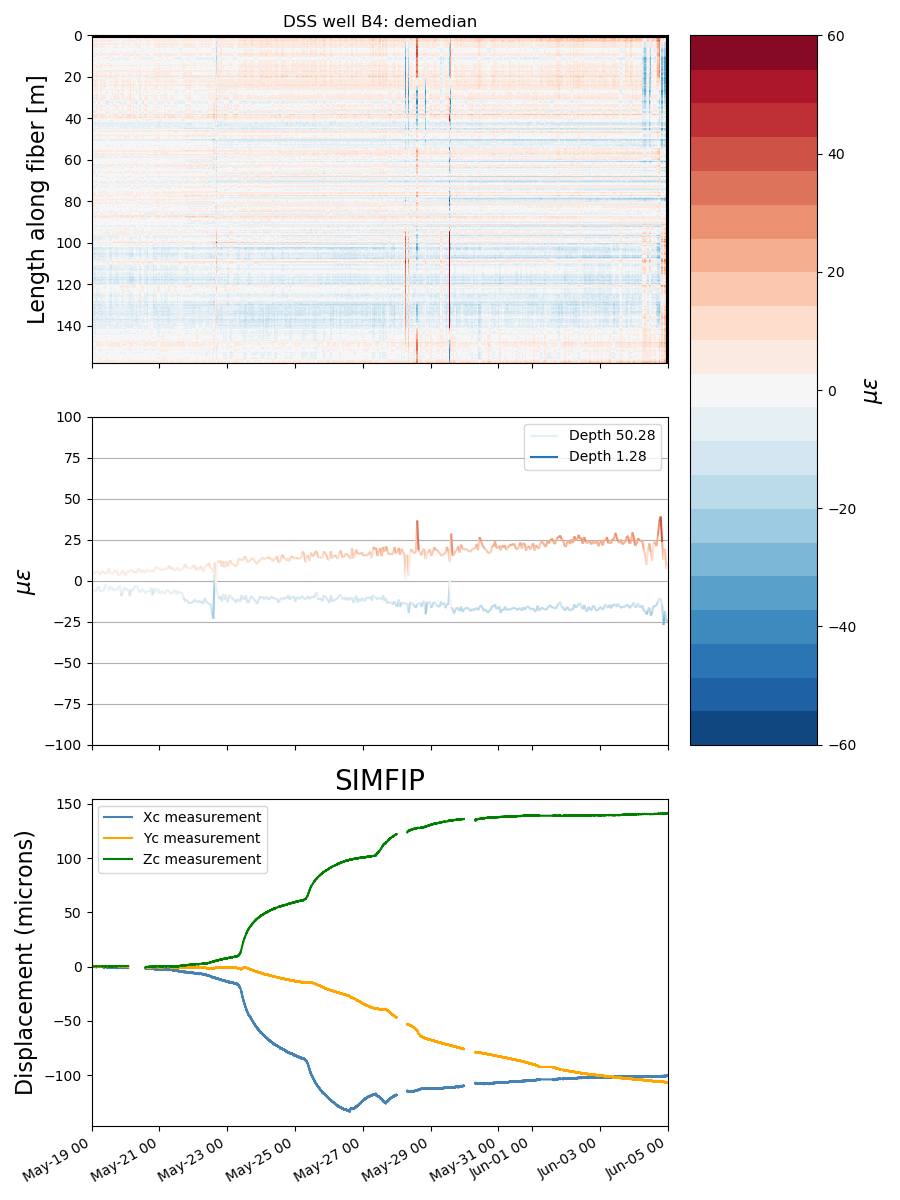 DSS well B4: demedian
Length along fiber [m]
0
20
40
60
80
100
120
140
60
40
20
0
−20
−40
−60
με
100
75
50
25
0
−25
−50
−75
−100
με
Depth 50.28
Depth 1.28
SIMFIP
Displacement (microns)
150
100
50
0
−50
−100
Xc measurement
Yc measurement
Zc measurement
May-19 00
May-21 00
May-23 00
May-25 00
May-27 00
May-29 00
May-31 00
Jun-01 00
Jun-03 00
Jun-05 00